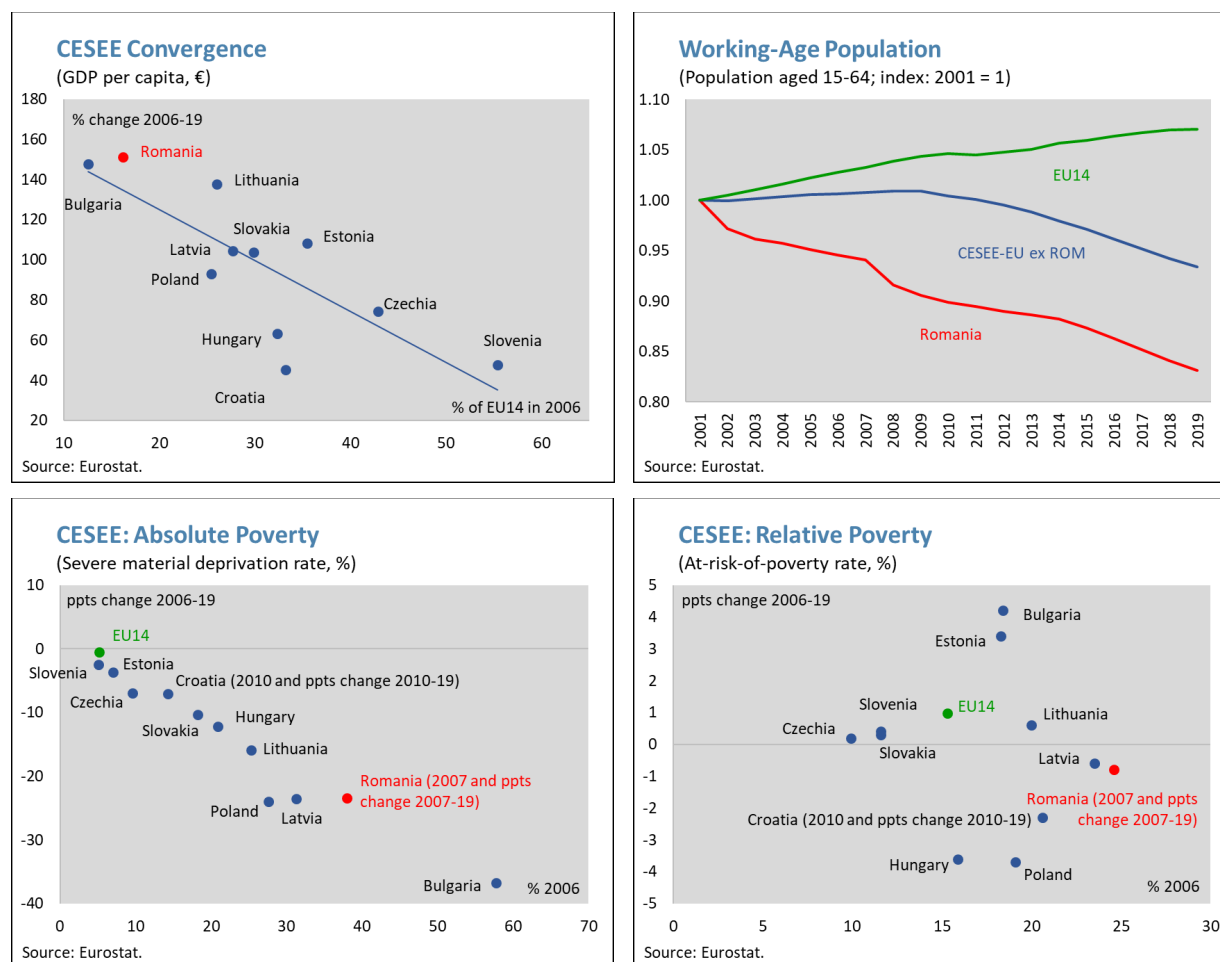 CESEE Convergence
(GDP per capita, €)
180
160
140
120
100
80
60
40
20
% change 2006-19
Romania
Lithuania
Bulgaria
Slovakia
Estonia
Latvia
Poland
Czechia
Hungary
Slovenia
Croatia
% of EU14 in 2006
10 20 30 40 50 60
Source: Eurostat.
Working-Age Population
(Population aged 15-64; index: 2001 = 1)
1.10
1.05
1.00
0.95
0.90
0.85
0.80
EU14
CESEE-EU ex ROM
Romania
2001 2002 2003 2004 2005 2006 2007 2008 2009 2010 2011 2012 2013 2014 2015 2016 2017 2018 2019
Source: Eurostat.
CESEE: Absolute Poverty
(Severe material deprivation rate, %)
10
0
-10
-20
-30
-40
ppts change 2006-19
EU14
Slovenia
Estonia
Croatia (2010 and ppts change 2010-19)
Czechia
Slovakia
Hungary
Lithuania
Romania (2007 and ppts
change 2007-19)
Poland
Latvia
Bulgaria
% 2006
0 10 20 30 40 50 60 70
Source: Eurostat.
CESEE: Relative Poverty
(At-risk-of-poverty rate, %)
5
4
3
2
1
0
-1
-2
-3
-4
-5
ppts change 2006-19
Bulgaria
Estonia
Slovenia
EU14
Lithuania
Czechia
Slovakia
Latvia
Romania (2007 and ppts
change 2007-19)
Croatia (2010 and ppts change 2010-19)
Hungary
Poland
% 2006
0 5 10 15 20 25 30
Source: Eurostat.